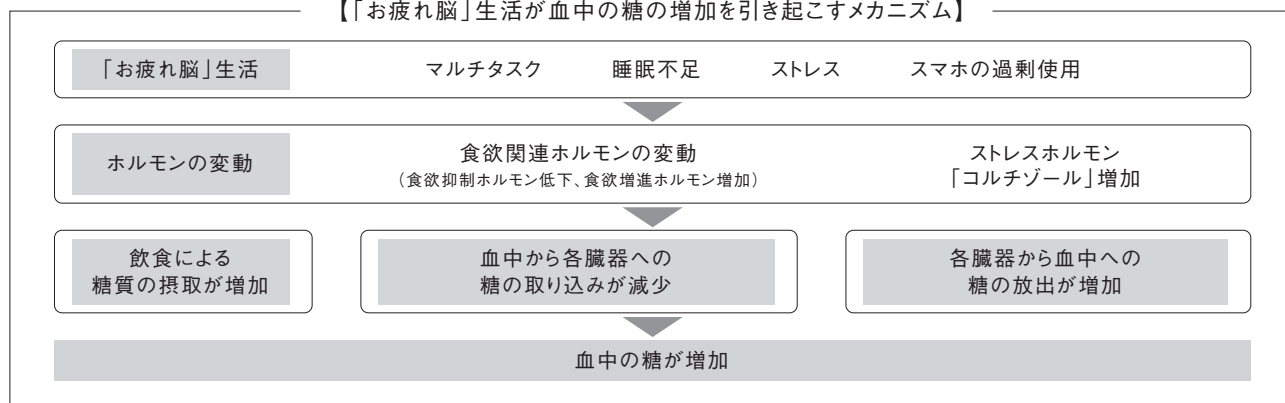 【「お疲れ脳」生活が血中の糖の増加を引き起こすメカニズム】
「お疲れ脳」生活 マルチタスク 睡眠不足 ストレス スマホの過剰使用
ホルモンの変動
食欲関連ホルモンの変動
（食欲抑制ホルモン低下、食欲増進ホルモン増加）
ストレスホルモン
「コルチゾール」増加
飲食による
糖質の摂取が増加
血中から各臓器への
糖の取り込みが減少
各臓器から血中への
糖の放出が増加
血中の糖が増加